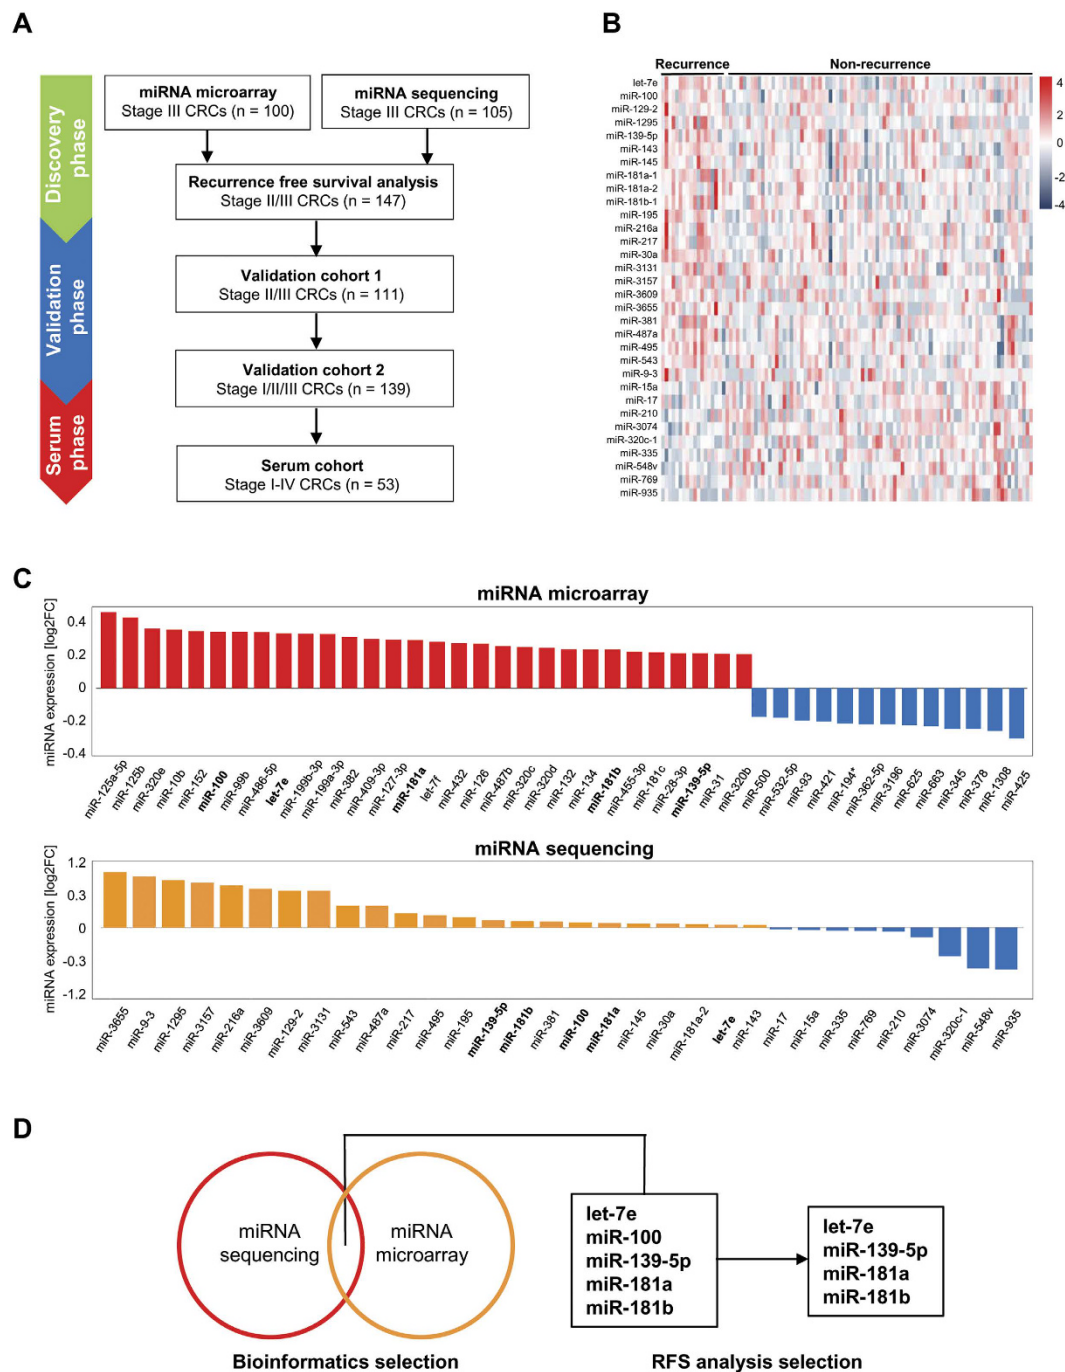 A
Discovery phase
Validation phase
Serum phase
miRNA microarray
Stage III CRCs (n = 100)
miRNA sequencing
Stage III CRCs (n = 105)
Recurrence free survival analysis
Stage II/III CRCs (n = 147)
Validation cohort 1
Stage II/III CRCs (n = 111)
Validation cohort 2
Stage I/II/III CRCs (n = 139)
Serum cohort
Stage I-IV CRCs (n = 53)
B
Recurrence
Non-recurrence
let-7e
miR-100
miR-129-2
miR-1295
miR-139-5p
miR-143
miR-145
miR-181a-1
miR-181a-2
miR-181b-1
miR-195
miR-216a
miR-217
miR-30a
miR-3131
miR-3157
miR-3609
miR-3655
miR-381
miR-487a
miR-495
miR-543
miR-9-3
miR-15a
miR-17
miR-210
miR-3074
miR-320c-1
miR-335
miR-548v
miR-769
miR-935
4
2
0
-2
-4
C
miRNA microarray
miRNA expression [log2FC]
0.4
0.2
0
-0.2
-0.4
miR-125a-5p
miR-125b
miR-320e
miR-10b
miR-152
miR-100
miR-99b
miR-486-5p
let-7e
miR-199b-3p
miR-199a-3p
miR-382
miR-409-3p
miR-127-3p
miR-181a
let-7f
miR-432
miR-126
miR-487b
miR-320c
miR-320d
miR-132
miR-134
miR-181b
miR-455-3p
miR-181c
miR-28-3p
miR-139-5p
miR-31
miR-320b
miR-500
miR-532-5p
miR-93
miR-421
miR-194*
miR-362-5p
miR-3196
miR-625
miR-663
miR-345
miR-378
miR-1308
miR-425
miRNA sequencing
miRNA expression [log2FC]
1.2
0.3
0
-0.3
-1.2
miR-3655
miR-9-3
miR-1295
miR-3157
miR-216a
miR-3609
miR-129-2
miR-3131
miR-543
miR-487a
miR-217
miR-495
miR-195
miR-139-5p
miR-181b
miR-381
miR-100
miR-181a
miR-145
miR-30a
miR-181a-2
let-7e
miR-143
miR-17
miR-15a
miR-335
miR-769
miR-210
miR-3074
miR-320c-1
miR-548v
miR-935
D
miRNA
sequencing
miRNA
microarray
let-7e
miR-100
miR-139-5p
miR-181a
miR-181b
let-7e
miR-139-5p
miR-181a
miR-181b
Bioinformatics selection
RFS analysis selection